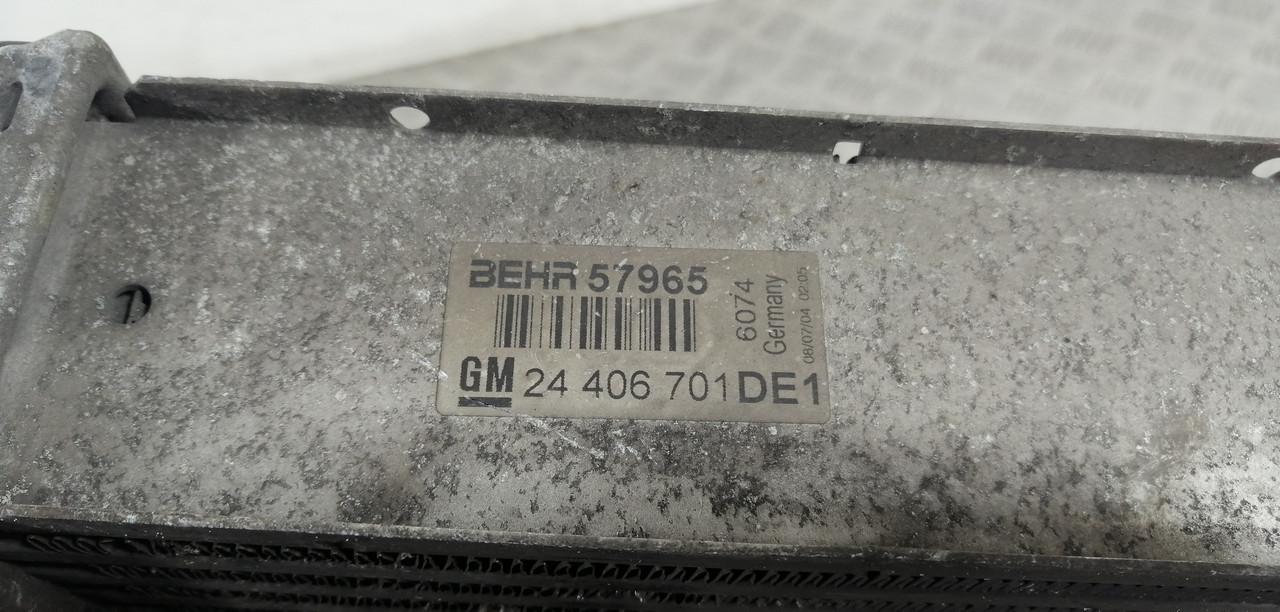 BEHR 57965
GM 24 406 701 DE1
6074
Germany
08/07/04 02:05